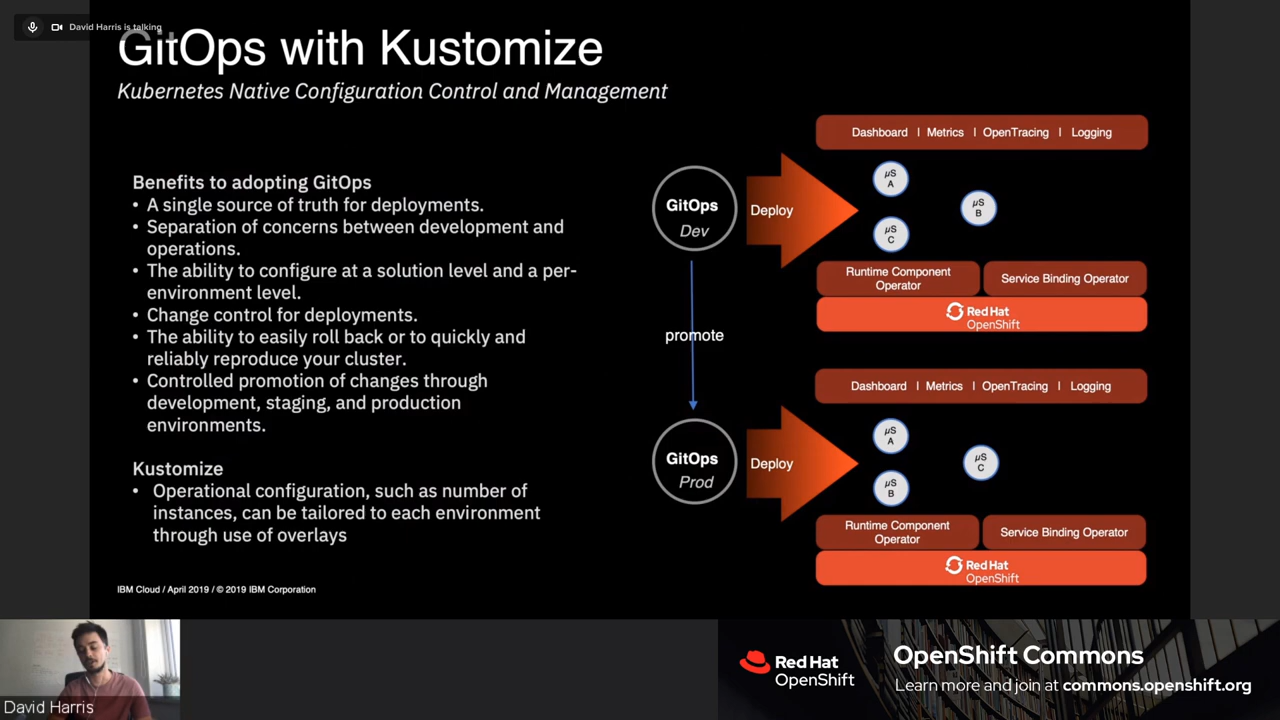 David Harris is talking
GitOps with Kustomize
Kubernetes Native Configuration Control and Management
Benefits to adopting GitOps
• A single source of truth for deployments.
• Separation of concerns between development and
operations.
• The ability to configure at a solution level and a per-
environment level.
• Change control for deployments.
• The ability to easily roll back or to quickly and
reliably reproduce your cluster.
• Controlled promotion of changes through
development, staging, and production
environments.
Kustomize
• Operational configuration, such as number of
instances, can be tailored to each environment
through use of overlays
IBM Cloud / April 2019 / © 2019 IBM Corporation
GitOps
Dev
Deploy
promote
GitOps
Prod
Deploy
Dashboard | Metrics | OpenTracing | Logging
µS
A
µS
B
µS
C
Runtime Component
Operator
Service Binding Operator
Red Hat
OpenShift
Dashboard | Metrics | OpenTracing | Logging
µS
A
µS
C
µS
B
Runtime Component
Operator
Service Binding Operator
Red Hat
OpenShift
David Harris
Red Hat
OpenShift
OpenShift Commons
Learn more and join at commons.openshift.org